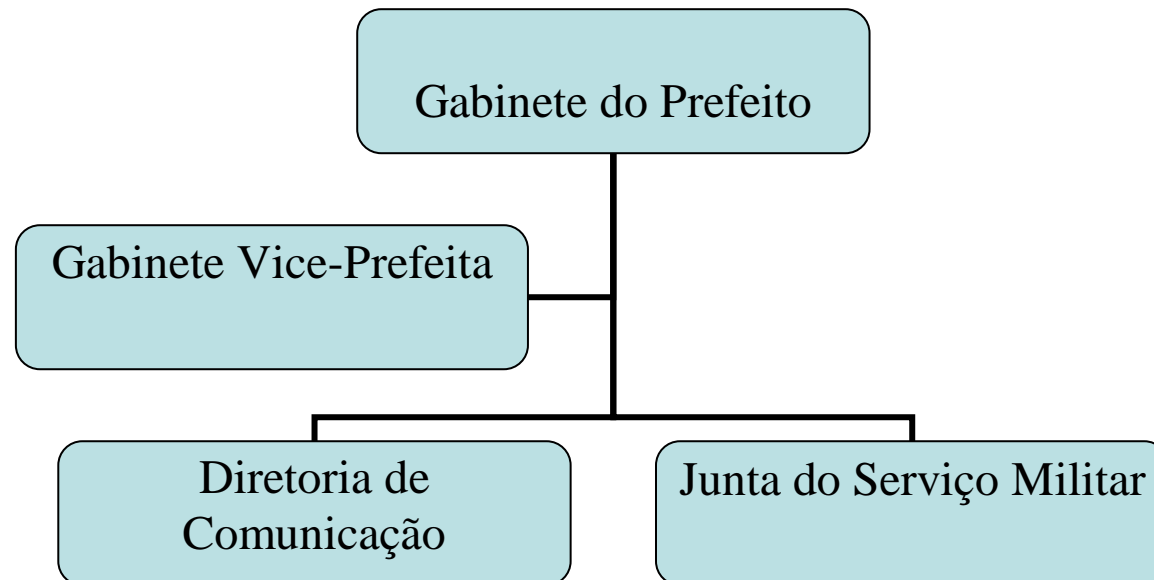 Gabinete do Prefeito
Gabinete Vice-Prefeita
Diretoria de
Comunicação
Junta do Serviço Militar